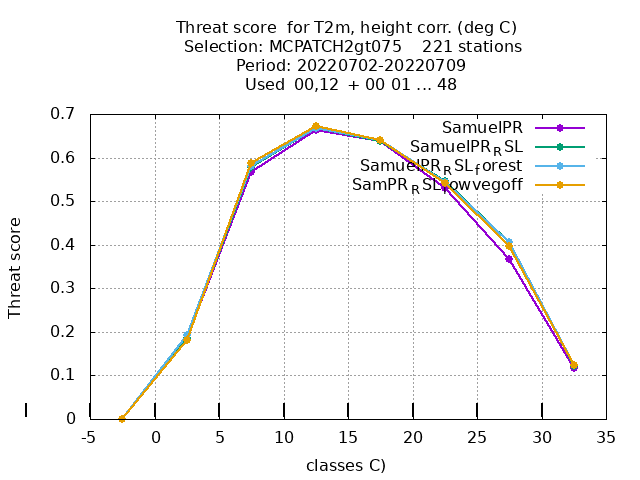 Threat score for T2m, height corr. (deg C)
Selection: MCPATCH2gt075 221 stations
Period: 20220702-20220709
Used 00,12 + 00 01 ... 48
0.7
0.6
0.5
0.4
0.3
0.2
0.1
0
Threat score
SamuelPR
SamuelPR_RSL
SamuelPR_RSL_forest
SamPR_RSL_lowvegoff
-5
0
5
10
15
20
25
30
35
classes C)